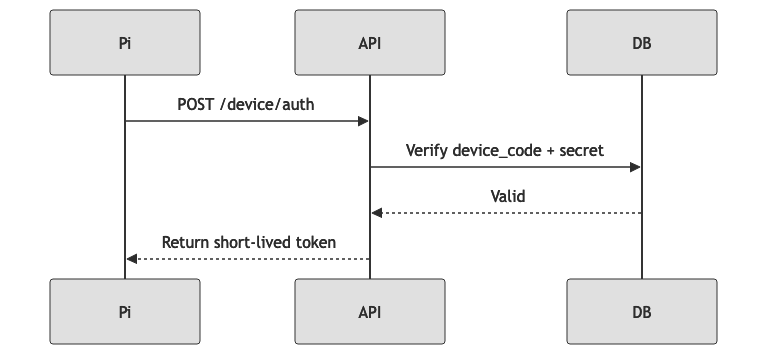 Pi
API
DB
POST /device/auth
Verify device_code + secret
Valid
Return short-lived token
Pi
API
DB